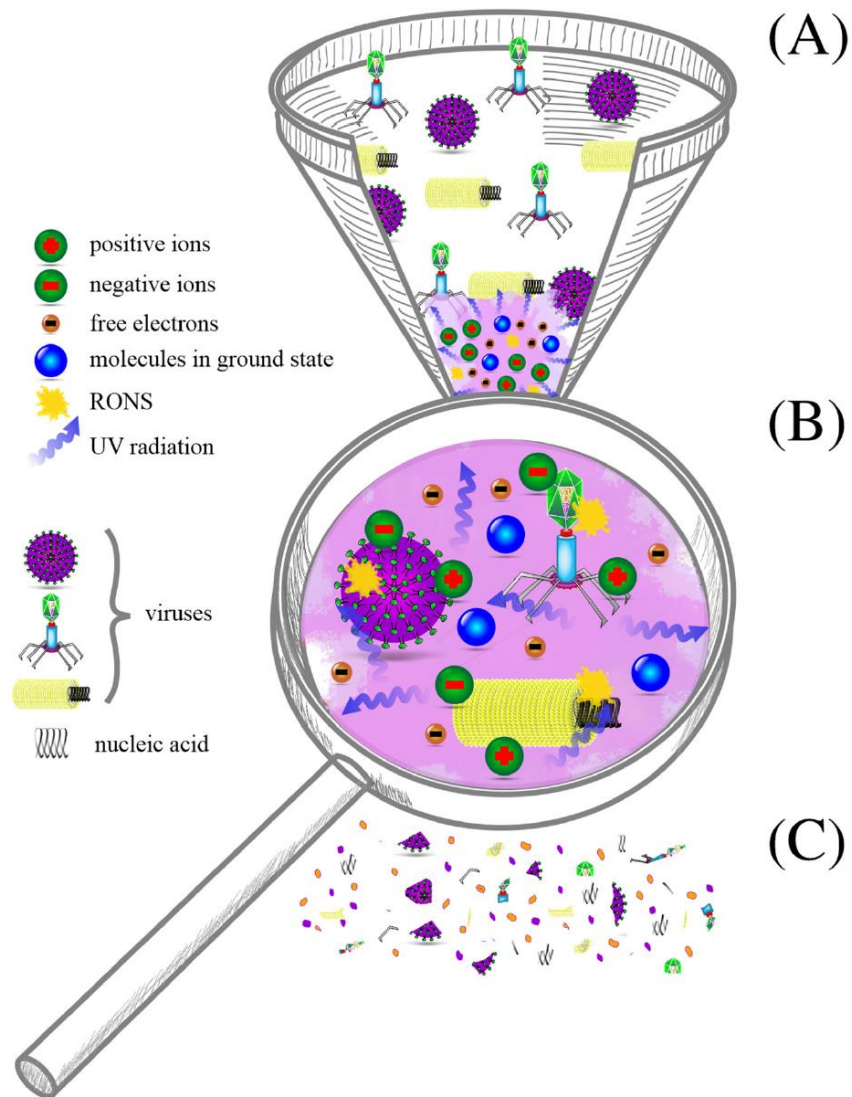 (A)
positive ions
negative ions
free electrons
molecules in ground state
RONS
UV radiation
(B)
viruses
nucleic acid
(C)